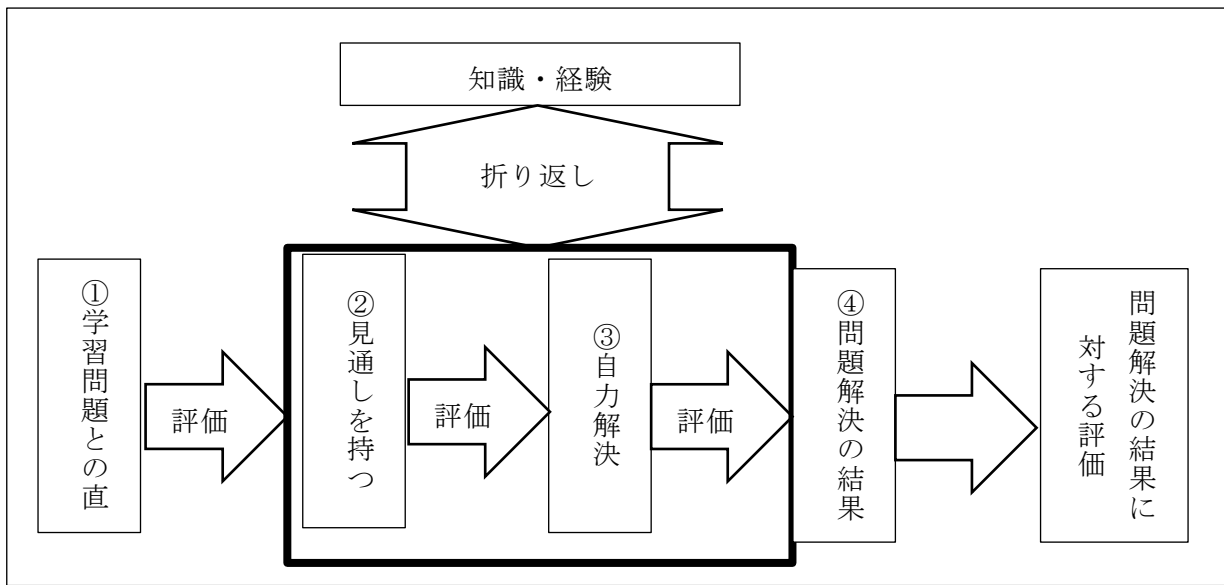 知識・経験
折り返し
①学習問題との直
評価
②見通しを持つ
評価
③自力解決
評価
④問題解決の結果
問題解決の結果に
対する評価